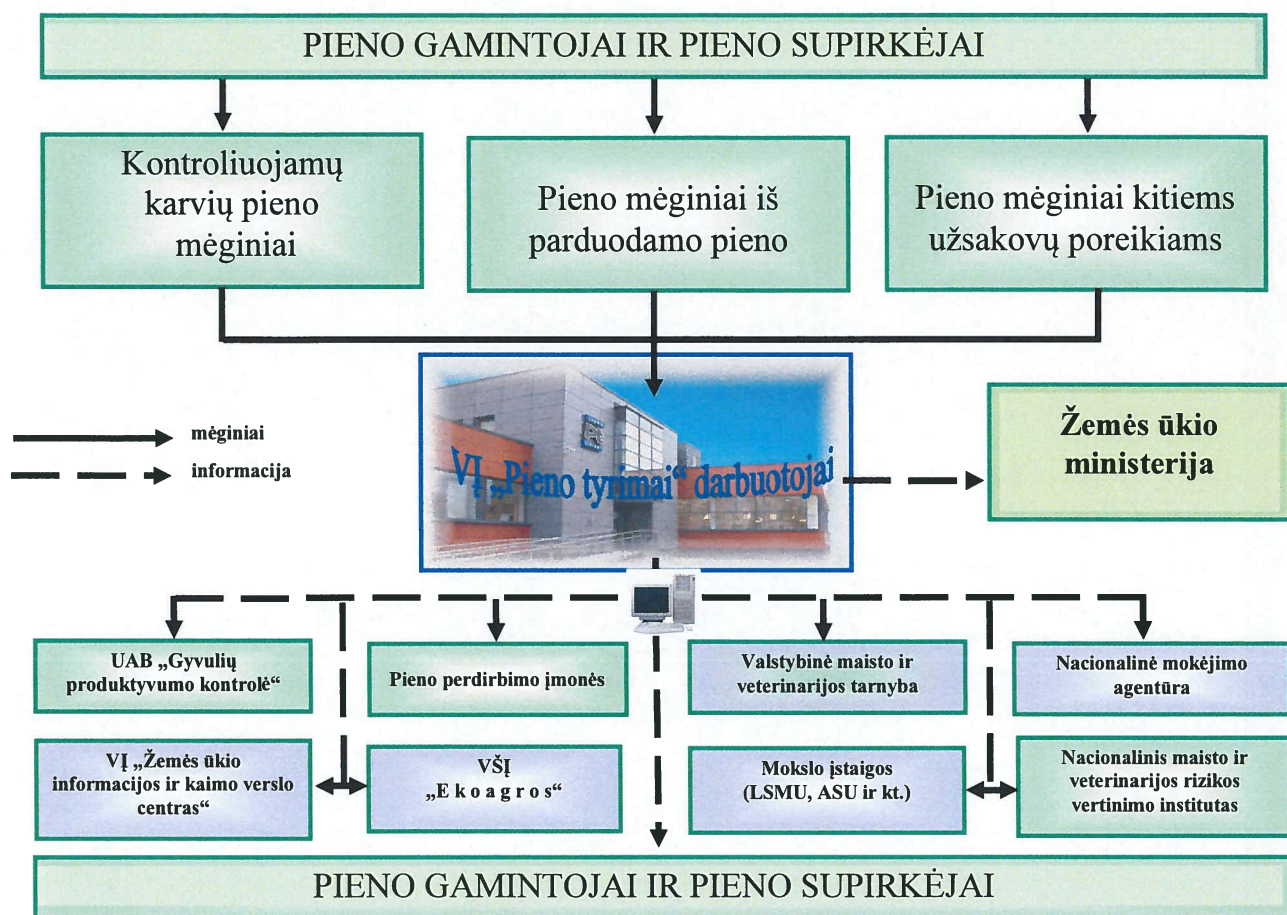 PIENO GAMINTOJAI IR PIENO SUPIRKĖJAI
Kontroliuojamų
karvių pieno
mėginiai
Pieno mėginiai iš
parduodamo pieno
Pieno mėginiai kitiems
užsakovų poreikiams
mėginiai
informacija
VĮ „Pieno tyrimai“ darbuotojai
Žemės ūkio
ministerija
UAB „Gyvulių
produktyvumo kontrolė“
Pieno perdirbimo įmonės
Valstybinė maisto ir
veterinarijos tarnyba
Nacionalinė mokėjimo
agentūra
VĮ „Žemės ūkio
informacijos ir kaimo verslo
centras“
VŠĮ
„E k o a g r o s“
Mokslo įstaigos
(LSMU, ASU ir kt.)
Nacionalinis maisto ir
veterinarijos rizikos
vertinimo institutas
PIENO GAMINTOJAI IR PIENO SUPIRKĖJAI